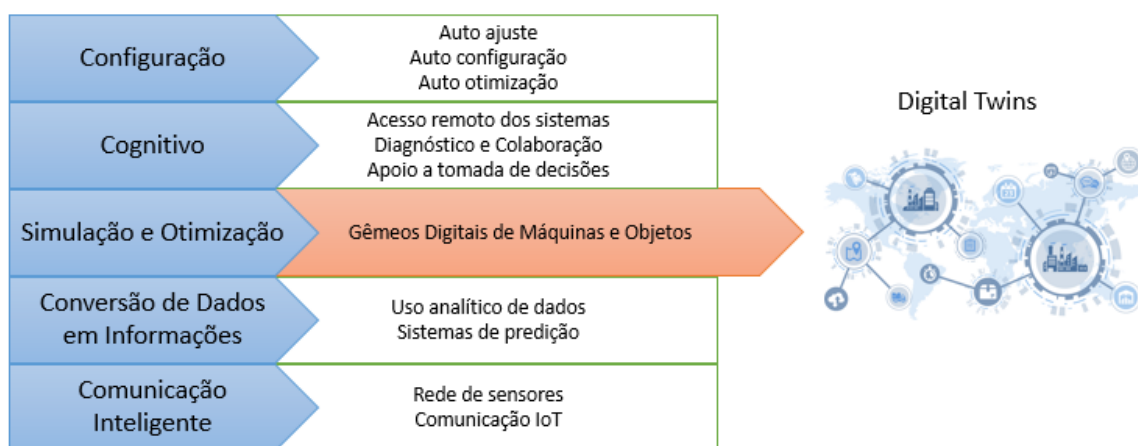 Configuração
Auto ajuste
Auto configuração
Auto otimização
Cognitivo
Acesso remoto dos sistemas
Diagnóstico e Colaboração
Apoio a tomada de decisões
Simulação e Otimização
Gêmeos Digitais de Máquinas e Objetos
Digital Twins
Conversão de Dados
em Informações
Uso analítico de dados
Sistemas de predição
Comunicação
Inteligente
Rede de sensores
Comunicação IoT